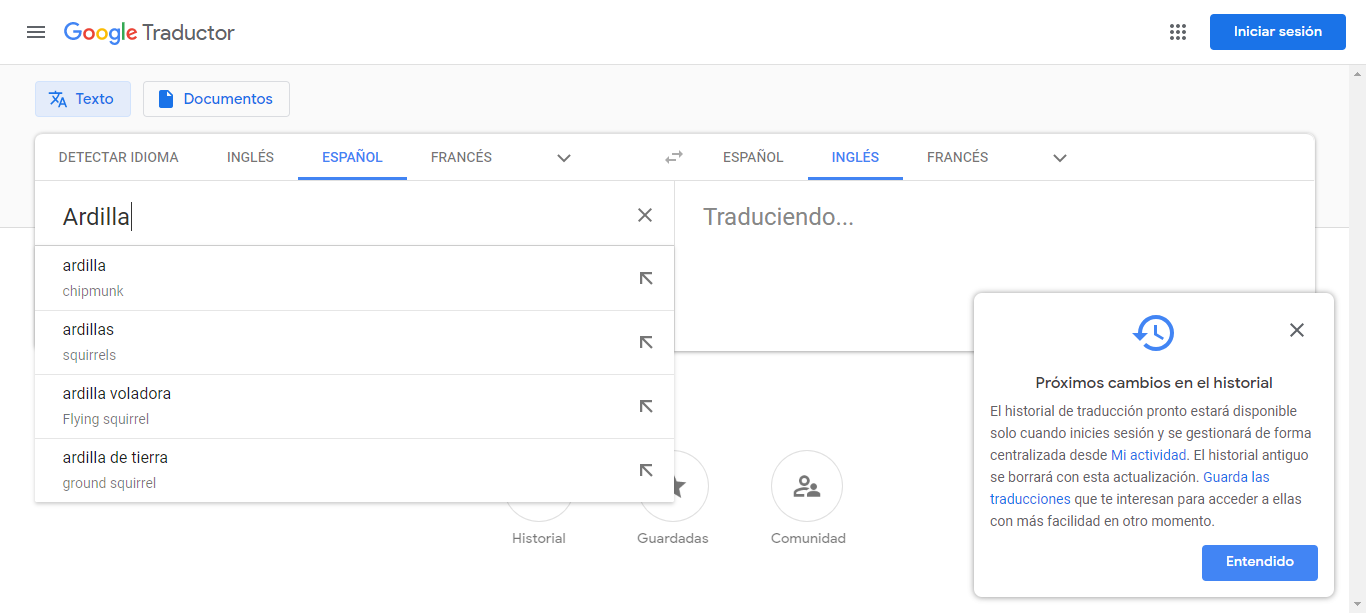 Google Traductor
Iniciar sesión
Texto
Documentos
DETECTAR IDIOMA INGLÉS ESPAÑOL FRANCÉS ESPAÑOL INGLÉS FRANCÉS
Ardilla
Traduciendo...
ardilla
chipmunk
ardillas
squirrels
ardilla voladora
Flying squirrel
ardilla de tierra
ground squirrel
Historial
Guardadas
Comunidad
Próximos cambios en el historial
El historial de traducción pronto estará disponible
solo cuando inicies sesión y se gestionará de forma
centralizada desde Mi actividad. El historial antiguo
se borrará con esta actualización. Guarda las
traducciones que te interesan para acceder a ellas
con más facilidad en otro momento.
Entendido